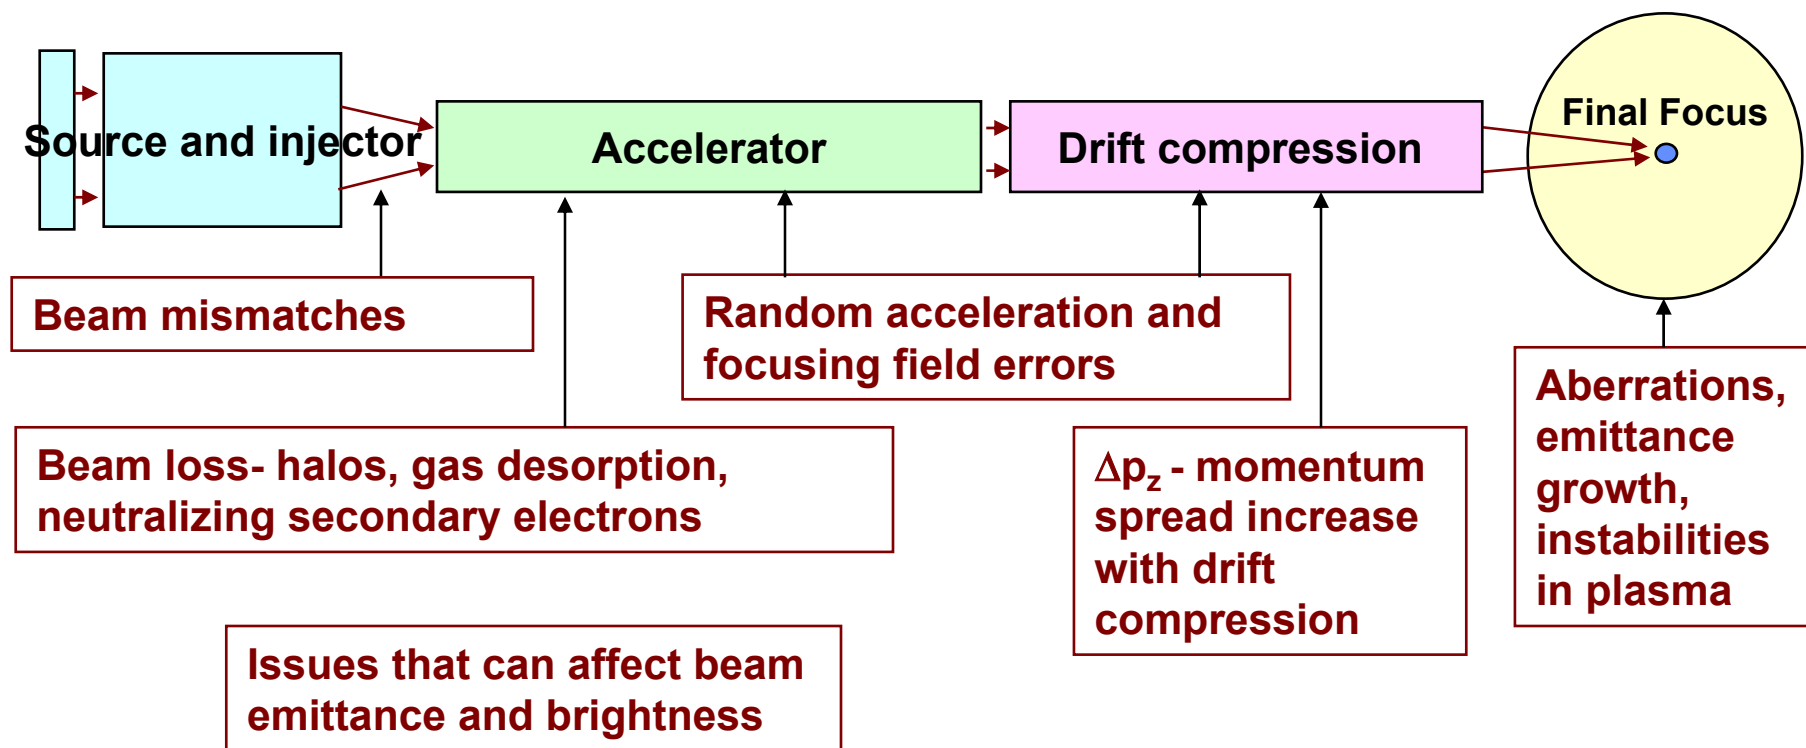 Source and injector
Accelerator
Drift compression
Final Focus
Beam mismatches
Random acceleration and
focusing field errors
Beam loss- halos, gas desorption,
neutralizing secondary electrons
Δpz - momentum
spread increase
with drift
compression
Aberrations,
emittance
growth,
instabilities
in plasma
Issues that can affect beam
emittance and brightness